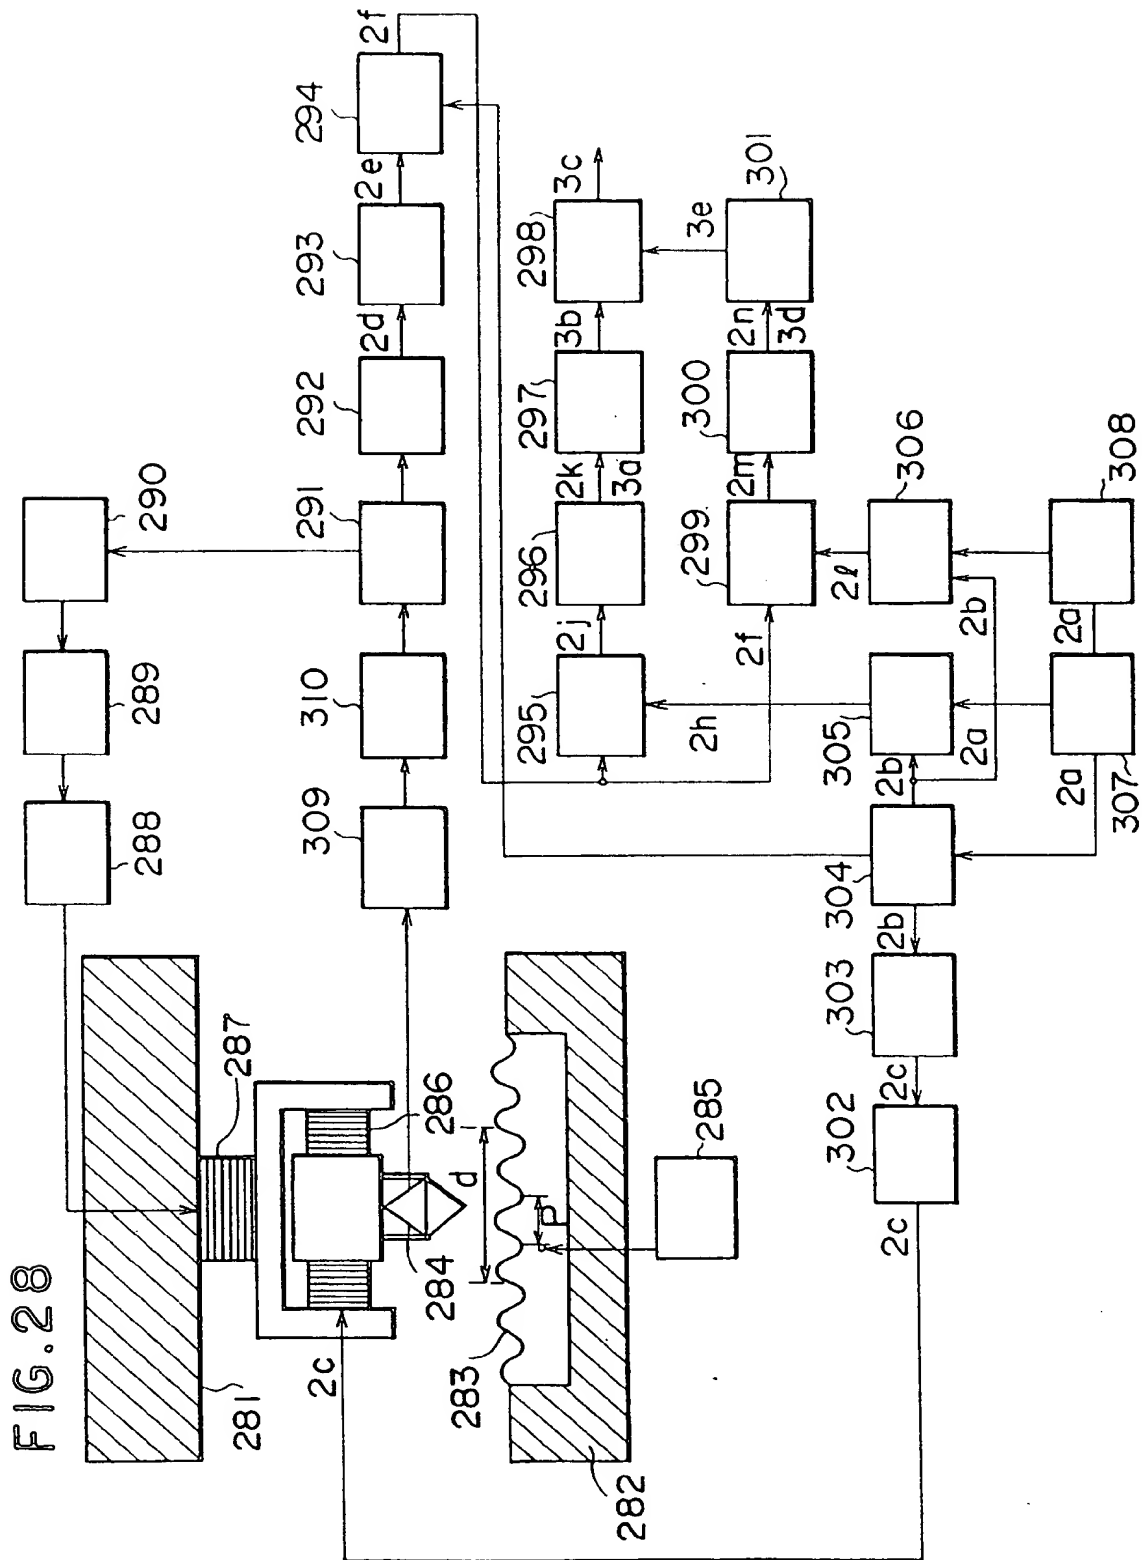 FIG.28
281
287
286
284
2c
d
P
283
282
285
288
289
290
309
310
291
292
2d
293
2e
294
2f
295
2j
296
2k
3a
297
3b
298
3c
2h
2f
299
2m
300
2n
3d
301
3e
2ℓ
306
2b
305
2a
2b
304
2b
303
2c
302
2c
2a
307
2a
308